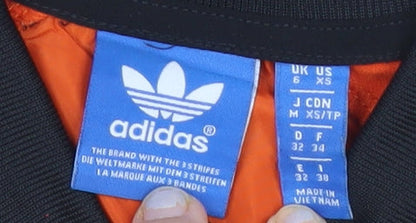 adidas®
THE BRAND WITH THE 3 STRIPES
DIE WELTMARKE MIT DEN 3 STREIFEN
LA MARQUE AUX 3 BANDES
UK US
6 XS
J CDN
M XS/TP
D F
32 34
E I
32 38
MADE IN
VIETNAM